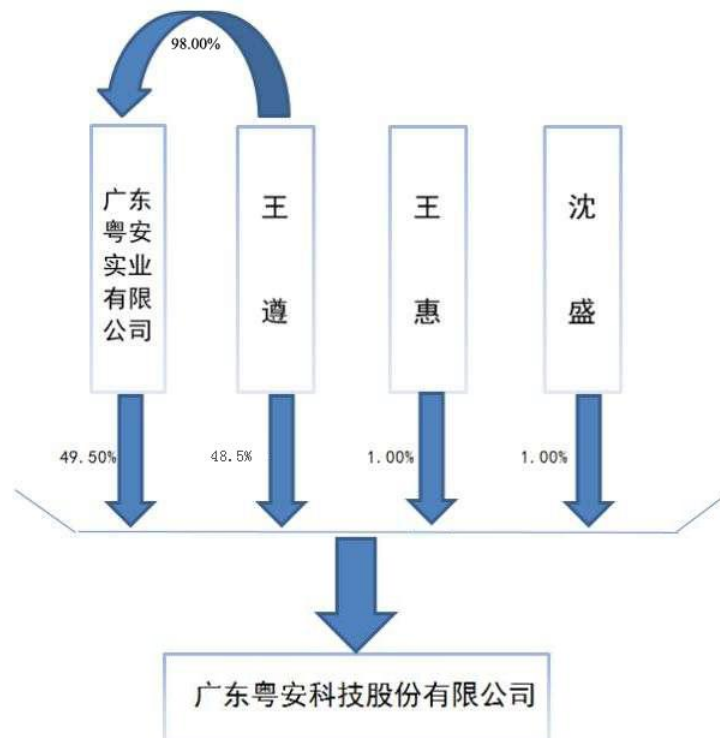 98.00%
广东
粤安
实业
有限
公司
王遵
王惠
沈盛
49.50%
48.5%
1.00%
1.00%
广东粤安科技股份有限公司